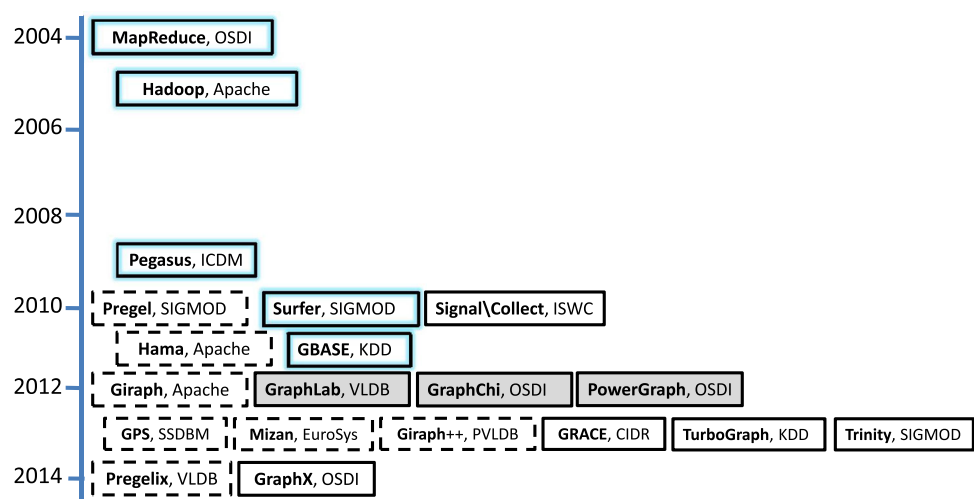 2004 MapReduce, OSDI
Hadoop, Apache
2006
2008
Pegasus, ICDM
2010 Pregel, SIGMOD Surfer, SIGMOD Signal\Collect, ISWC
Hama, Apache GBASE, KDD
2012 Giraph, Apache GraphLab, VLDB GraphChi, OSDI PowerGraph, OSDI
GPS, SSDBM Mizan, EuroSys Giraph++, PVLDB GRACE, CIDR TurboGraph, KDD Trinity, SIGMOD
2014 Pregelix, VLDB GraphX, OSDI